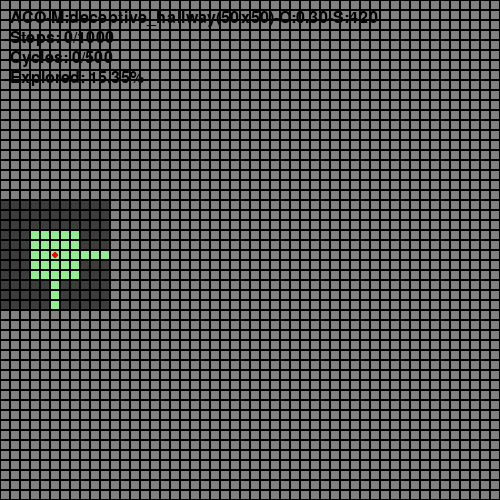 ACO-M:deceptive_hallway(50x50)-O:0.30-S:420
Steps: 0/1000
Cycles: 0/500
Explored: 15.35%